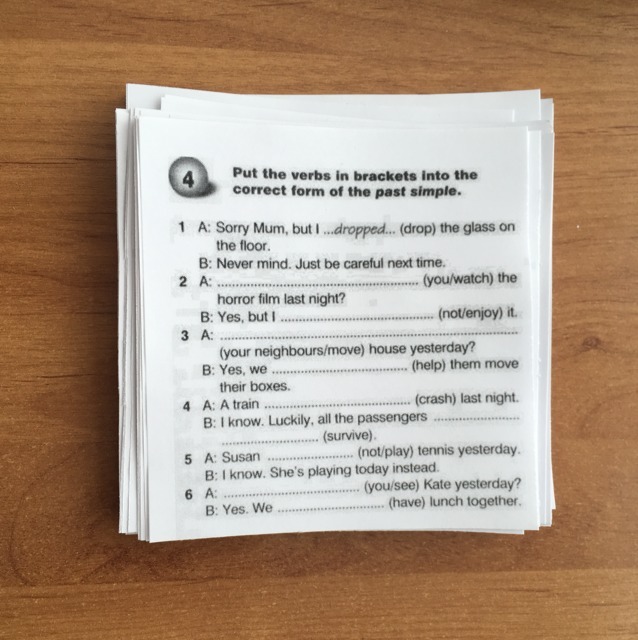 4 Put the verbs in brackets into the
correct form of the past simple.
1 A: Sorry Mum, but I ...dropped... (drop) the glass on
the floor.
B: Never mind. Just be careful next time.
2 A: .................................................. (you/watch) the
horror film last night?
B: Yes, but I ...................................... (not/enjoy) it.
3 A: ..........................................................................
(your neighbours/move) house yesterday?
B: Yes, we .................................. (help) them move
their boxes.
4 A: A train .................................... (crash) last night.
B: I know. Luckily, all the passengers ......................
........................ (survive).
5 A: Susan ...................... (not/play) tennis yesterday.
B: I know. She's playing today instead.
6 A: .................................. (you/see) Kate yesterday?
B: Yes. We ........................... (have) lunch together.